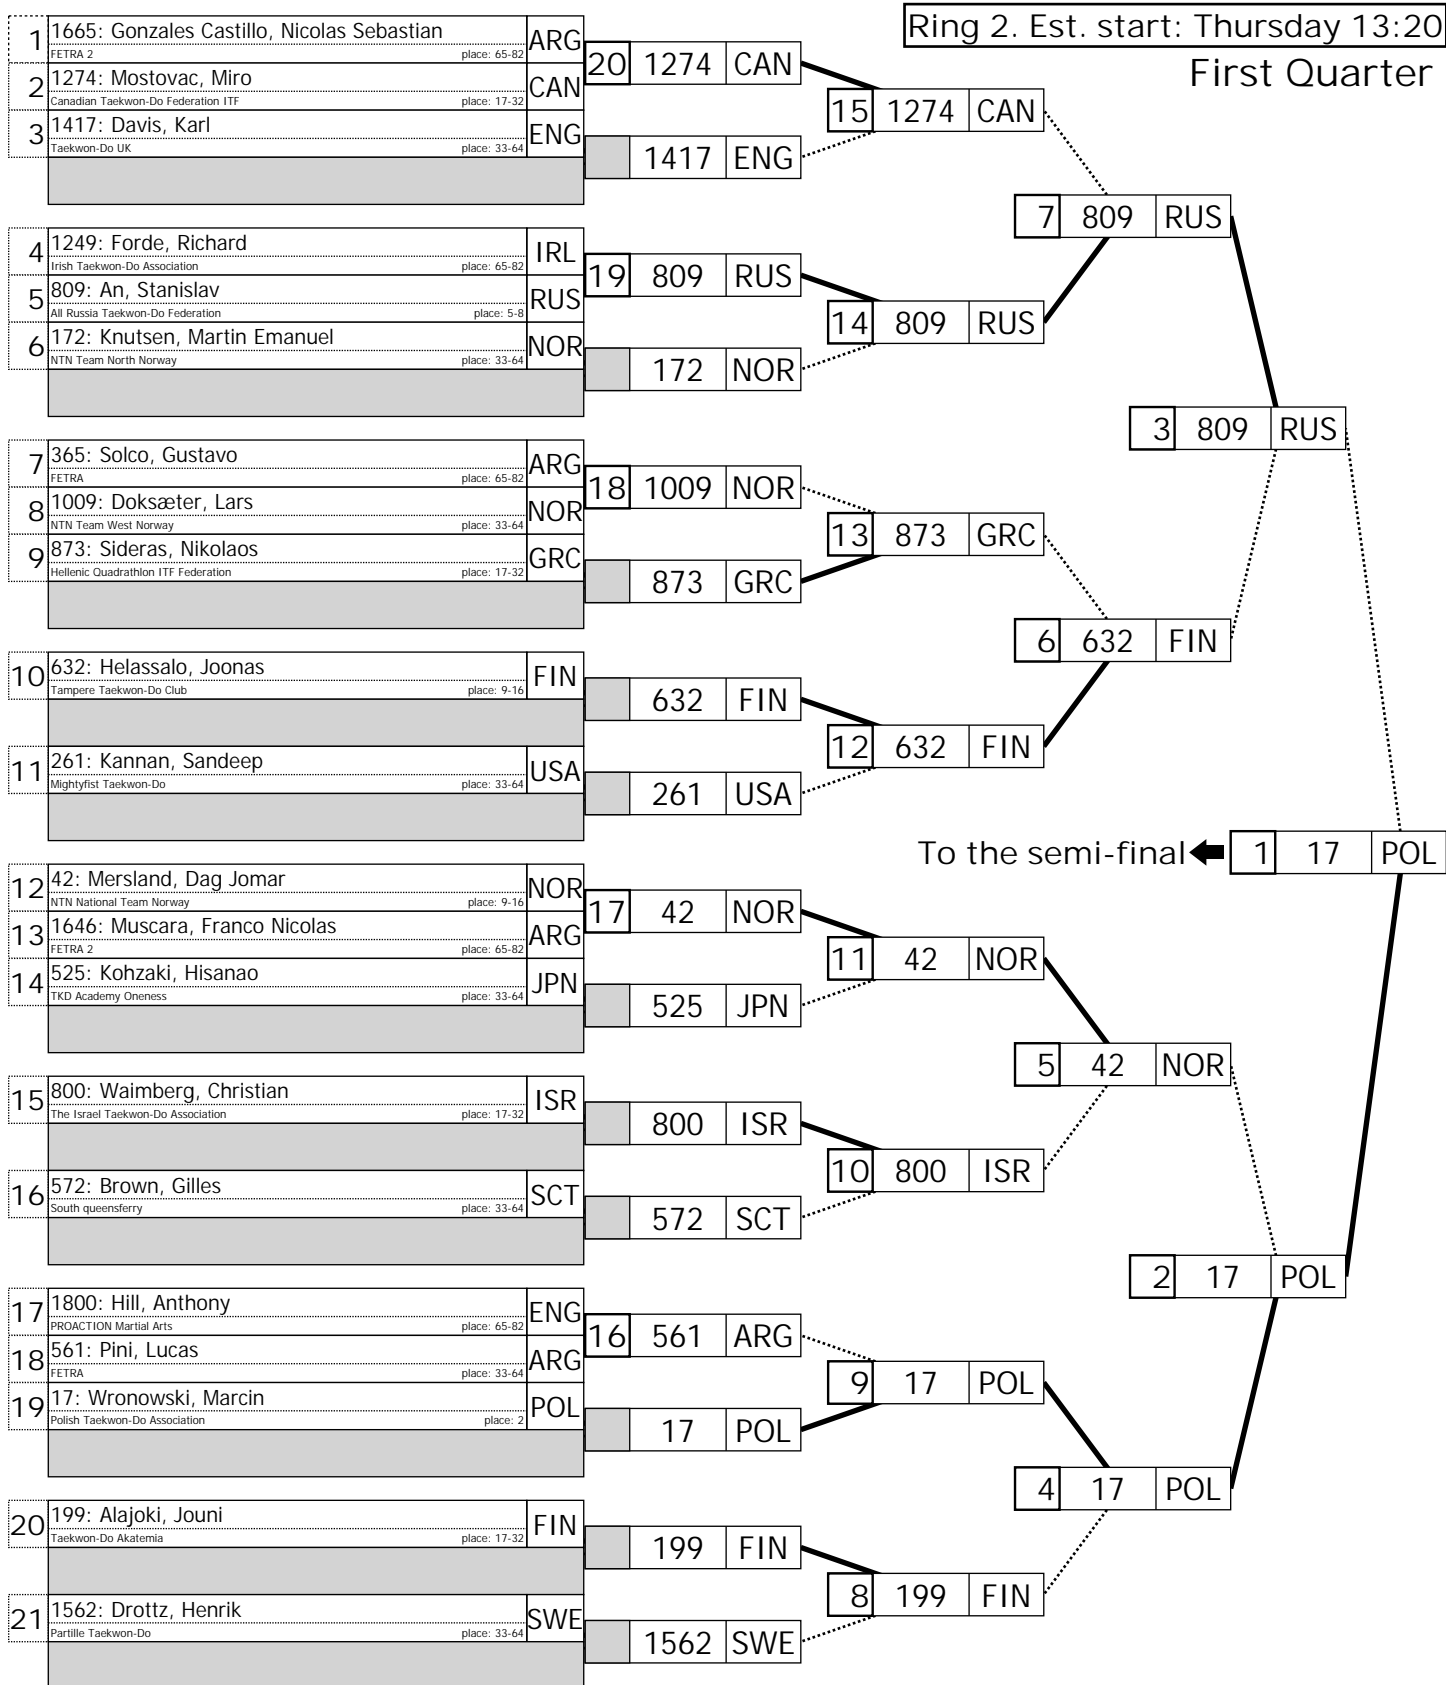 Ring 2. Est. start: Thursday 13:20
First Quarter
1 1665: Gonzales Castillo, Nicolas Sebastian ARG
FETRA 2 place: 65-82
2 1274: Mostovac, Miro CAN
Canadian Taekwon-Do Federation ITF place: 17-32
3 1417: Davis, Karl ENG
Taekwon-Do UK place: 33-64
4 1249: Forde, Richard IRL
Irish Taekwon-Do Association place: 65-82
5 809: An, Stanislav RUS
All Russia Taekwon-Do Federation place: 5-8
6 172: Knutsen, Martin Emanuel NOR
NTN Team North Norway place: 33-64
7 365: Solco, Gustavo ARG
FETRA place: 65-82
8 1009: Doksæter, Lars NOR
NTN Team West Norway place: 33-64
9 873: Sideras, Nikolaos GRC
Hellenic Quadrathlon ITF Federation place: 17-32
10 632: Helassalo, Joonas FIN
Tampere Taekwon-Do Club place: 9-16
11 261: Kannan, Sandeep USA
Mightyfist Taekwon-Do place: 33-64
12 42: Mersland, Dag Jomar NOR
NTN National Team Norway place: 9-16
13 1646: Muscara, Franco Nicolas ARG
FETRA 2 place: 65-82
14 525: Kohzaki, Hisanao JPN
TKD Academy Oneness place: 33-64
15 800: Waimberg, Christian ISR
The Israel Taekwon-Do Association place: 17-32
16 572: Brown, Gilles SCT
South queensferry place: 33-64
17 1800: Hill, Anthony ENG
PROACTION Martial Arts place: 65-82
18 561: Pini, Lucas ARG
FETRA place: 33-64
19 17: Wronowski, Marcin POL
Polish Taekwon-Do Association place: 2
20 199: Alajoki, Jouni FIN
Taekwon-Do Akatemia place: 17-32
21 1562: Drottz, Henrik SWE
Partille Taekwon-Do place: 33-64
20 1274 CAN
1417 ENG
19 809 RUS
172 NOR
18 1009 NOR
873 GRC
632 FIN
261 USA
17 42 NOR
525 JPN
800 ISR
572 SCT
16 561 ARG
17 POL
199 FIN
1562 SWE
15 1274 CAN
14 809 RUS
13 873 GRC
12 632 FIN
11 42 NOR
10 800 ISR
9 17 POL
8 199 FIN
7 809 RUS
6 632 FIN
5 42 NOR
4 17 POL
3 809 RUS
2 17 POL
To the semi-final 1 17 POL